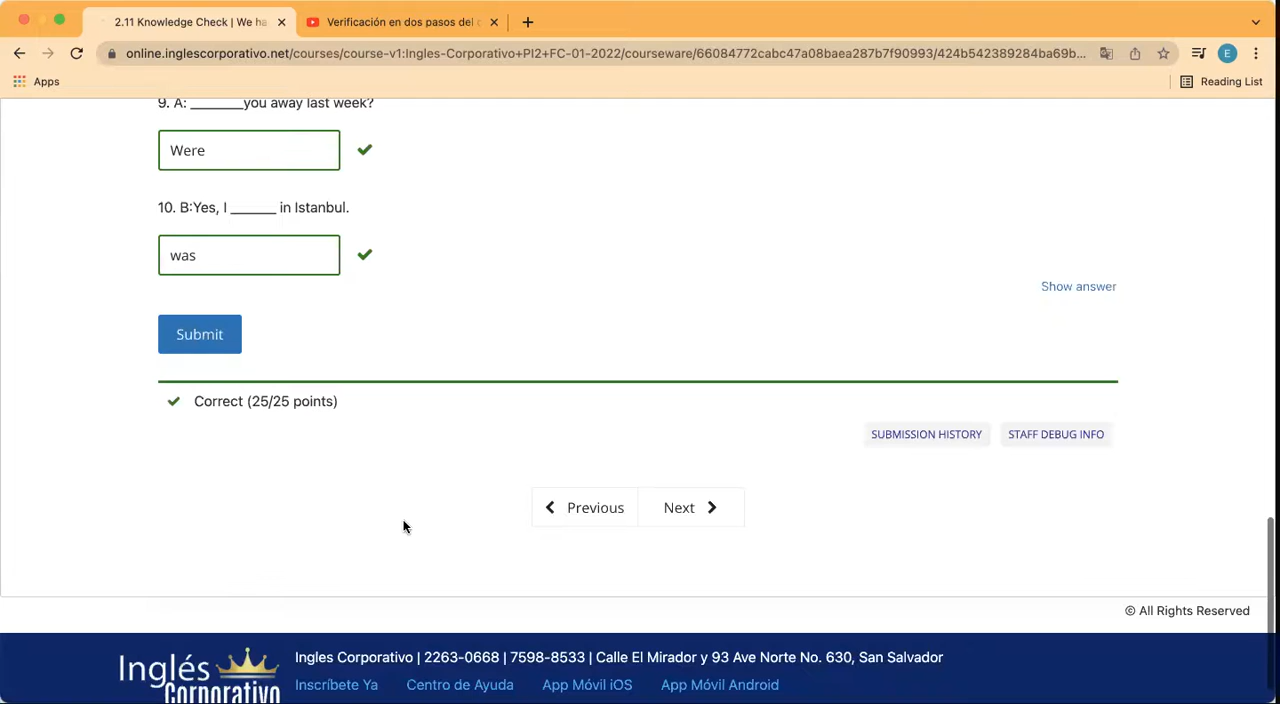 2.11 Knowledge Check | We ha
Verificación en dos pasos del c
online.inglescorporativo.net/courses/course-v1:Ingles-Corporativo+PI2+FC-01-2022/courseware/66084772cabc47a08baea287b7f90993/424b542389284ba69b...
E
Apps
Reading List
9. A: ________you away last week?
Were
10. B:Yes, I _______ in Istanbul.
was
Show answer
Submit
Correct (25/25 points)
SUBMISSION HISTORY
STAFF DEBUG INFO
Previous
Next
© All Rights Reserved
Inglés
Corporativo
Ingles Corporativo | 2263-0668 | 7598-8533 | Calle El Mirador y 93 Ave Norte No. 630, San Salvador
Inscríbete Ya
Centro de Ayuda
App Móvil iOS
App Móvil Android